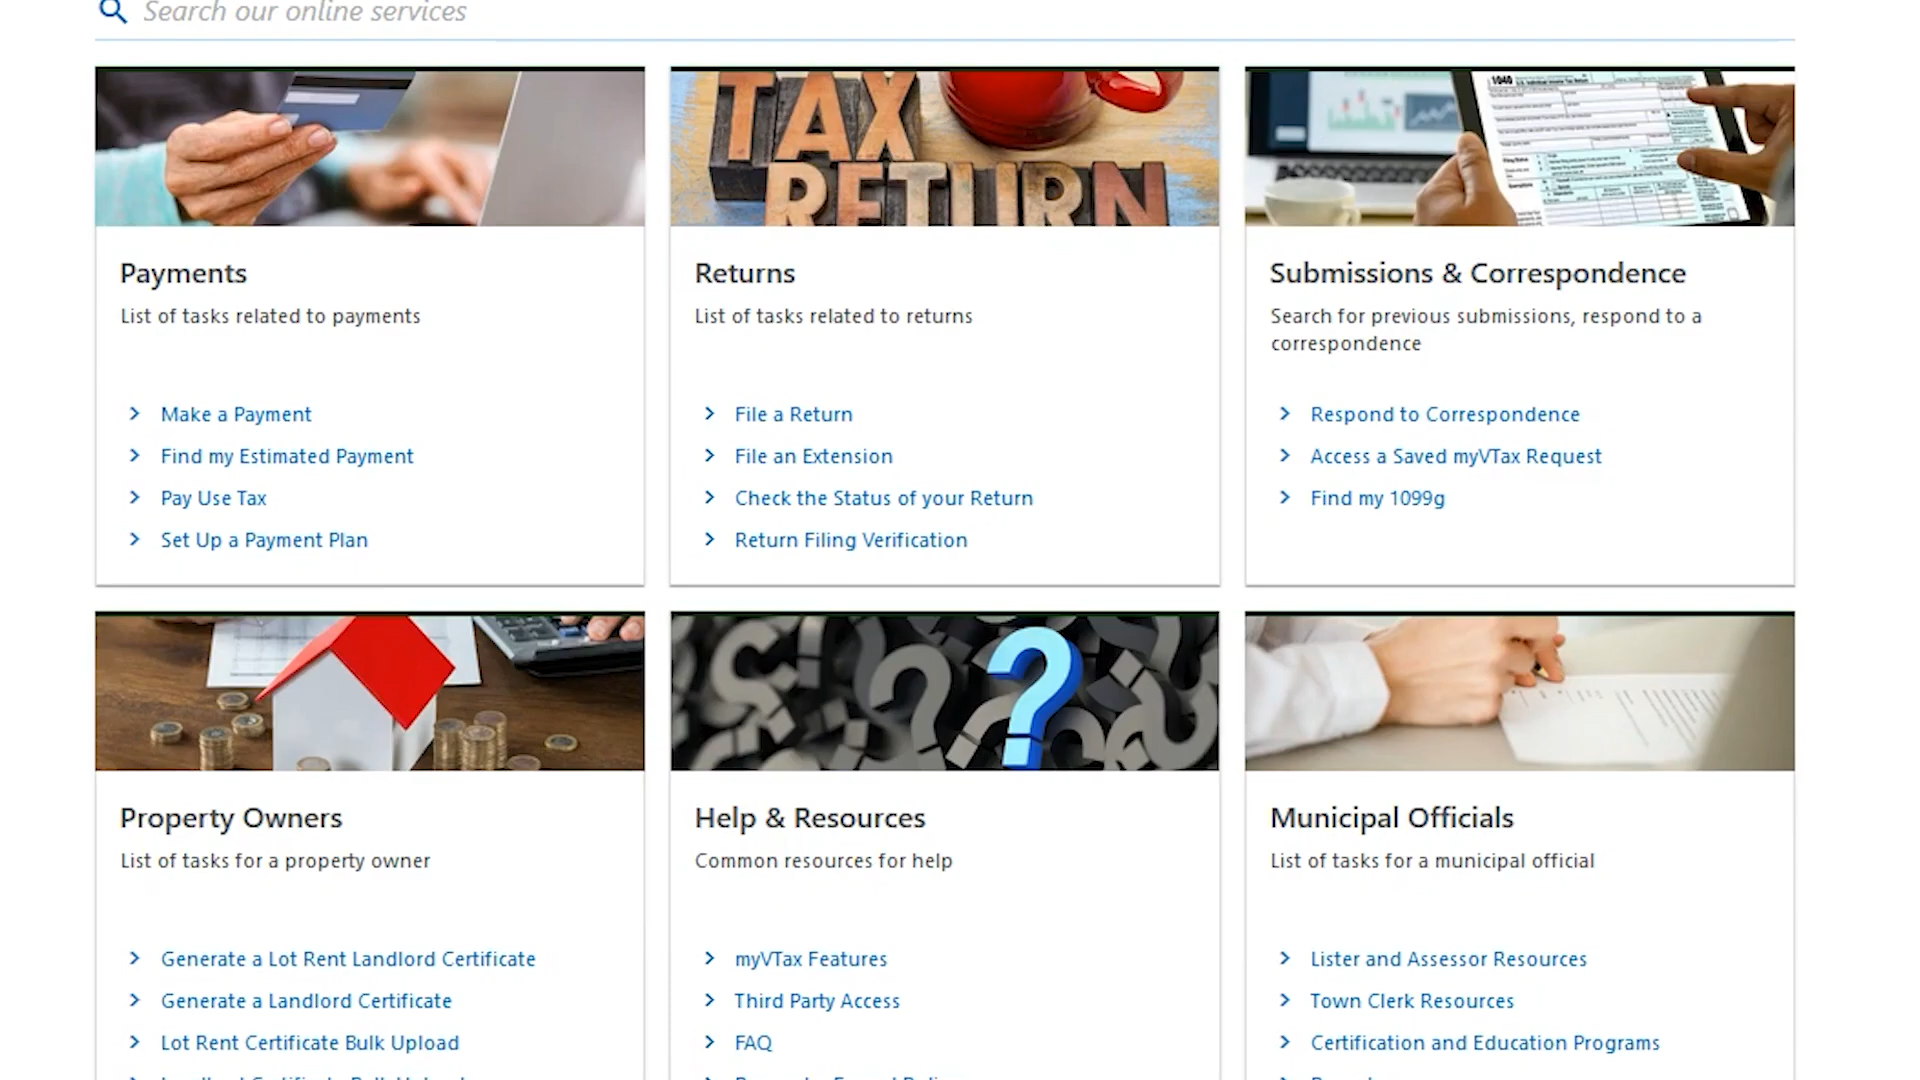 Search our online services
TAX
RETURN
1040
Payments
List of tasks related to payments
Make a Payment
Find my Estimated Payment
Pay Use Tax
Set Up a Payment Plan
Returns
List of tasks related to returns
File a Return
File an Extension
Check the Status of your Return
Return Filing Verification
Submissions & Correspondence
Search for previous submissions, respond to a
correspondence
Respond to Correspondence
Access a Saved myVTax Request
Find my 1099g
Property Owners
List of tasks for a property owner
Generate a Lot Rent Landlord Certificate
Generate a Landlord Certificate
Lot Rent Certificate Bulk Upload
Help & Resources
Common resources for help
myVTax Features
Third Party Access
FAQ
Municipal Officials
List of tasks for a municipal official
Lister and Assessor Resources
Town Clerk Resources
Certification and Education Programs